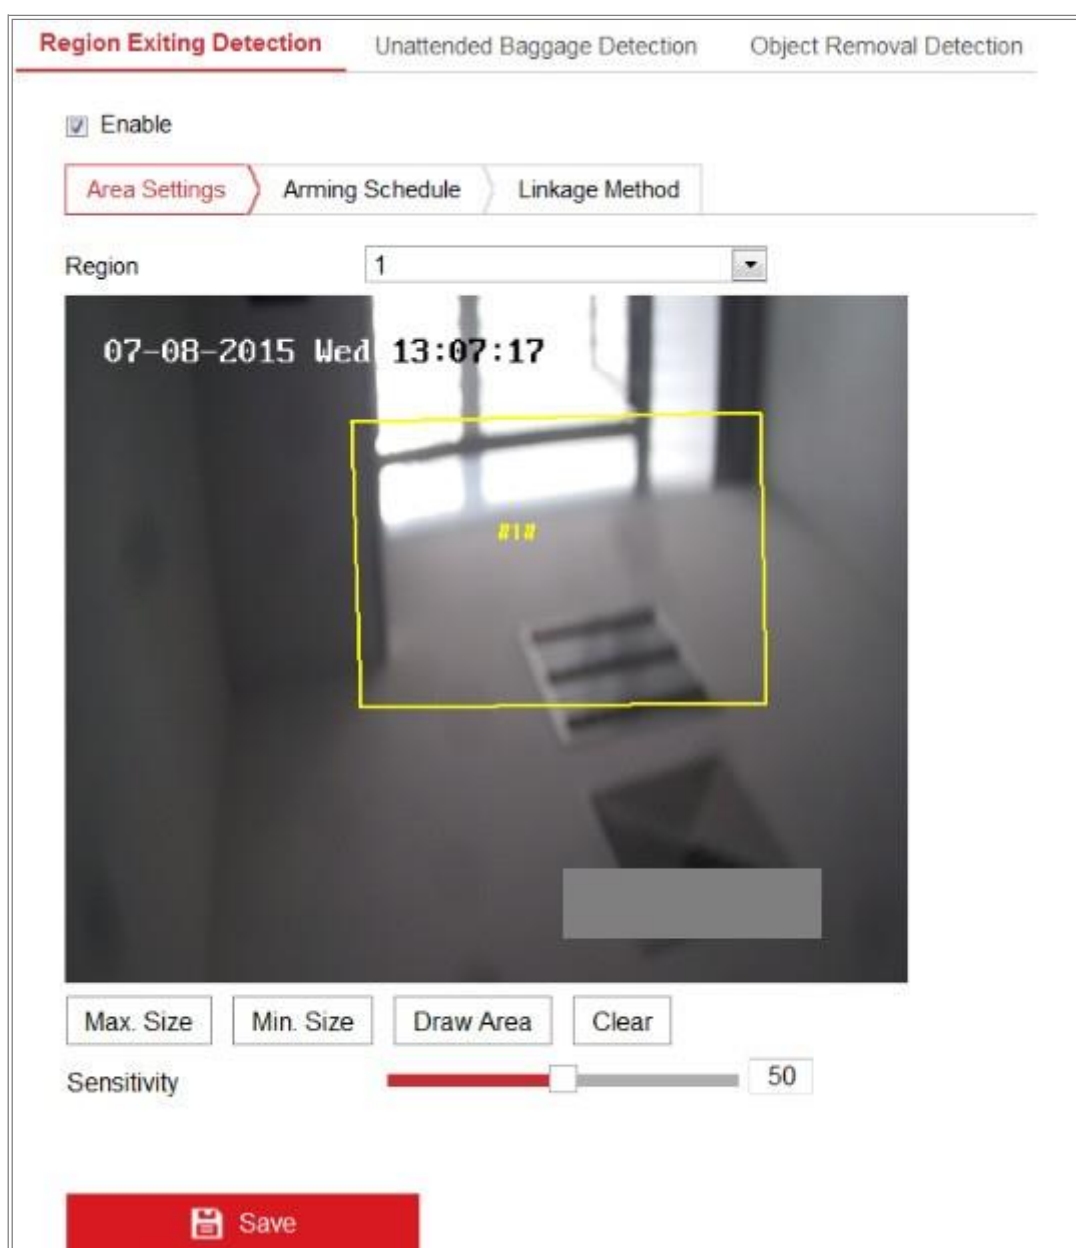 Region Exiting Detection Unattended Baggage Detection Object Removal Detection
Enable
Area Settings Arming Schedule Linkage Method
Region 1
07-08-2015 Wed 13:07:17
#1#
Max. Size Min. Size Draw Area Clear
Sensitivity 50
Save